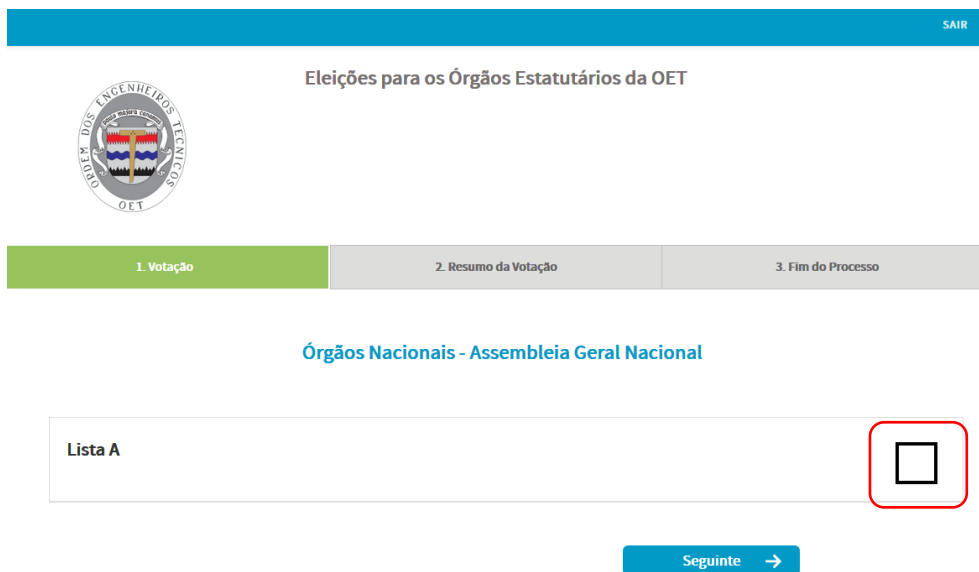 SAIR
Eleições para os Órgãos Estatutários da OET
ORDEM DOS ENGENHEIROS TECNICOS
OET
1. Votação
2. Resumo da Votação
3. Fim do Processo
Órgãos Nacionais - Assembleia Geral Nacional
Lista A
Seguinte →